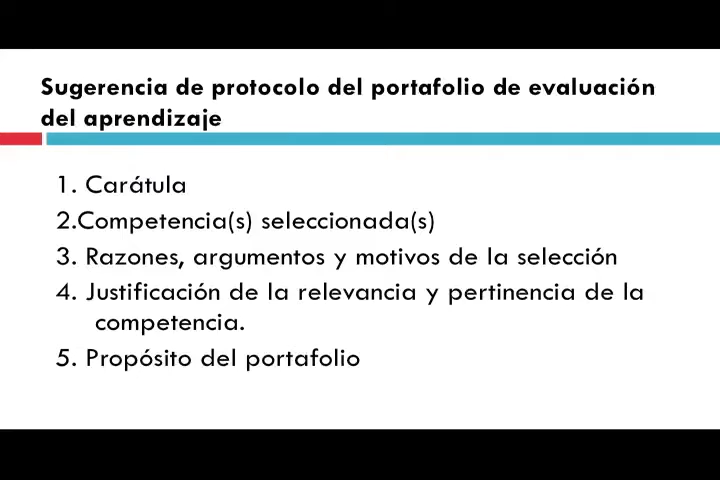 Sugerencia de protocolo del portafolio de evaluación
del aprendizaje
1. Carátula
2.Competencia(s) seleccionada(s)
3. Razones, argumentos y motivos de la selección
4. Justificación de la relevancia y pertinencia de la
competencia.
5. Propósito del portafolio